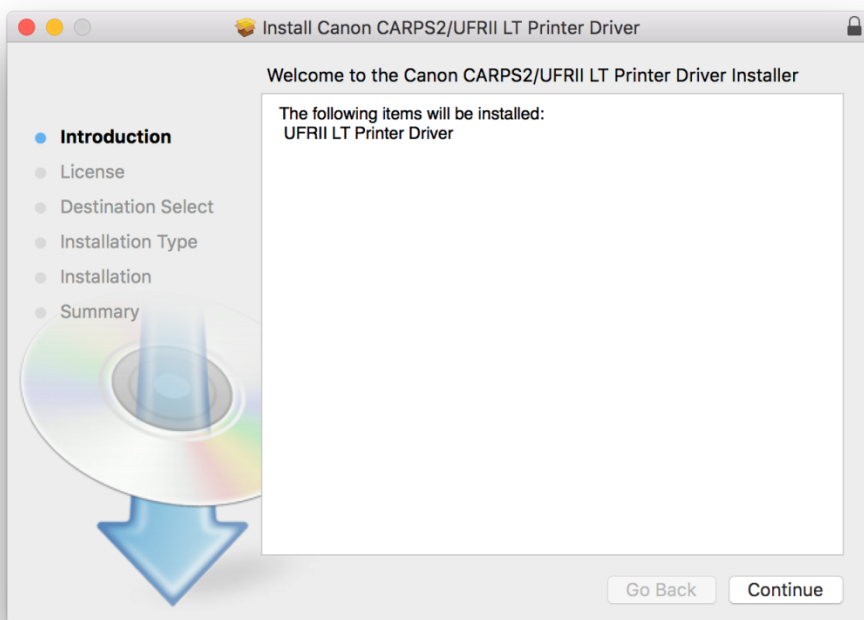 Install Canon CARPS2/UFRII LT Printer Driver
Welcome to the Canon CARPS2/UFRII LT Printer Driver Installer
Introduction
License
Destination Select
Installation Type
Installation
Summary
The following items will be installed:
UFRII LT Printer Driver
Go Back
Continue